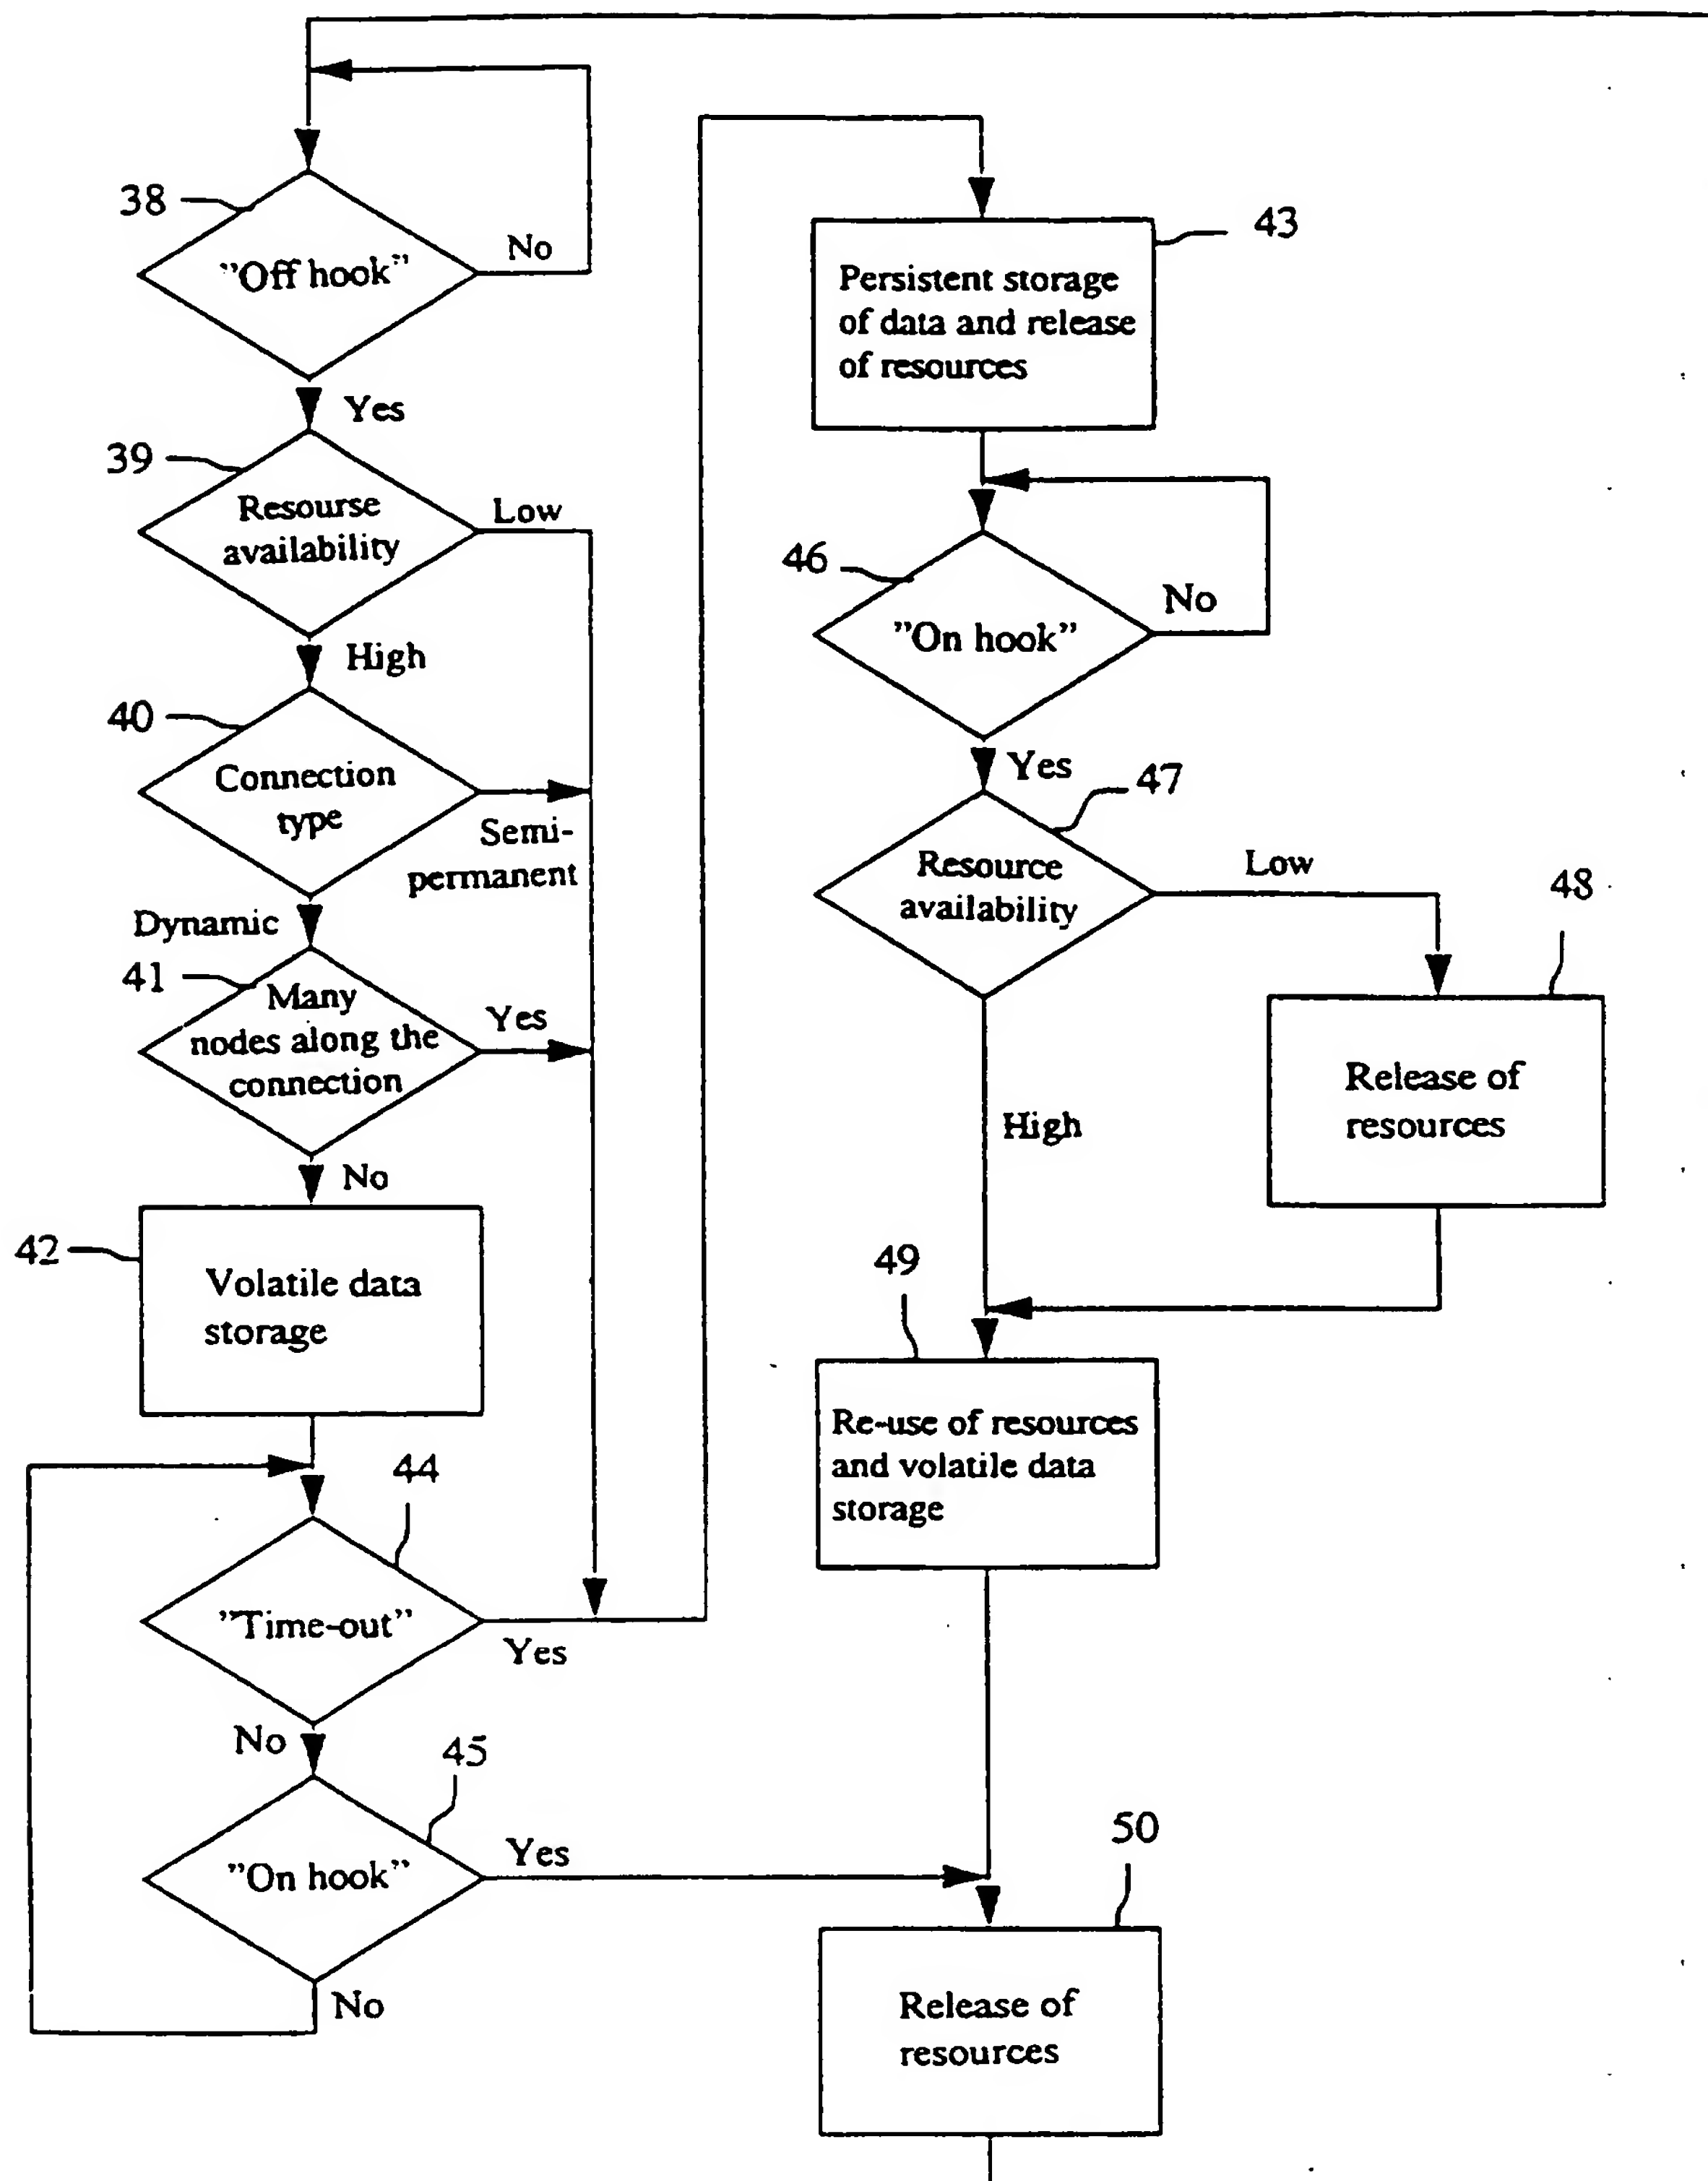 38
"Off hook"
No
Yes
39
Resourse
availability
Low
High
40
Connection
type
Semi-
permanent
Dynamic
41
Many
nodes along the
connection
Yes
No
42
Volatile data
storage
44
"Time-out"
Yes
No
45
"On hook"
Yes
No
43
Persistent storage
of data and release
of resources
46
"On hook"
No
Yes
47
Resource
availability
Low
High
48
Release of
resources
49
Re-use of resources
and volatile data
storage
50
Release of
resources